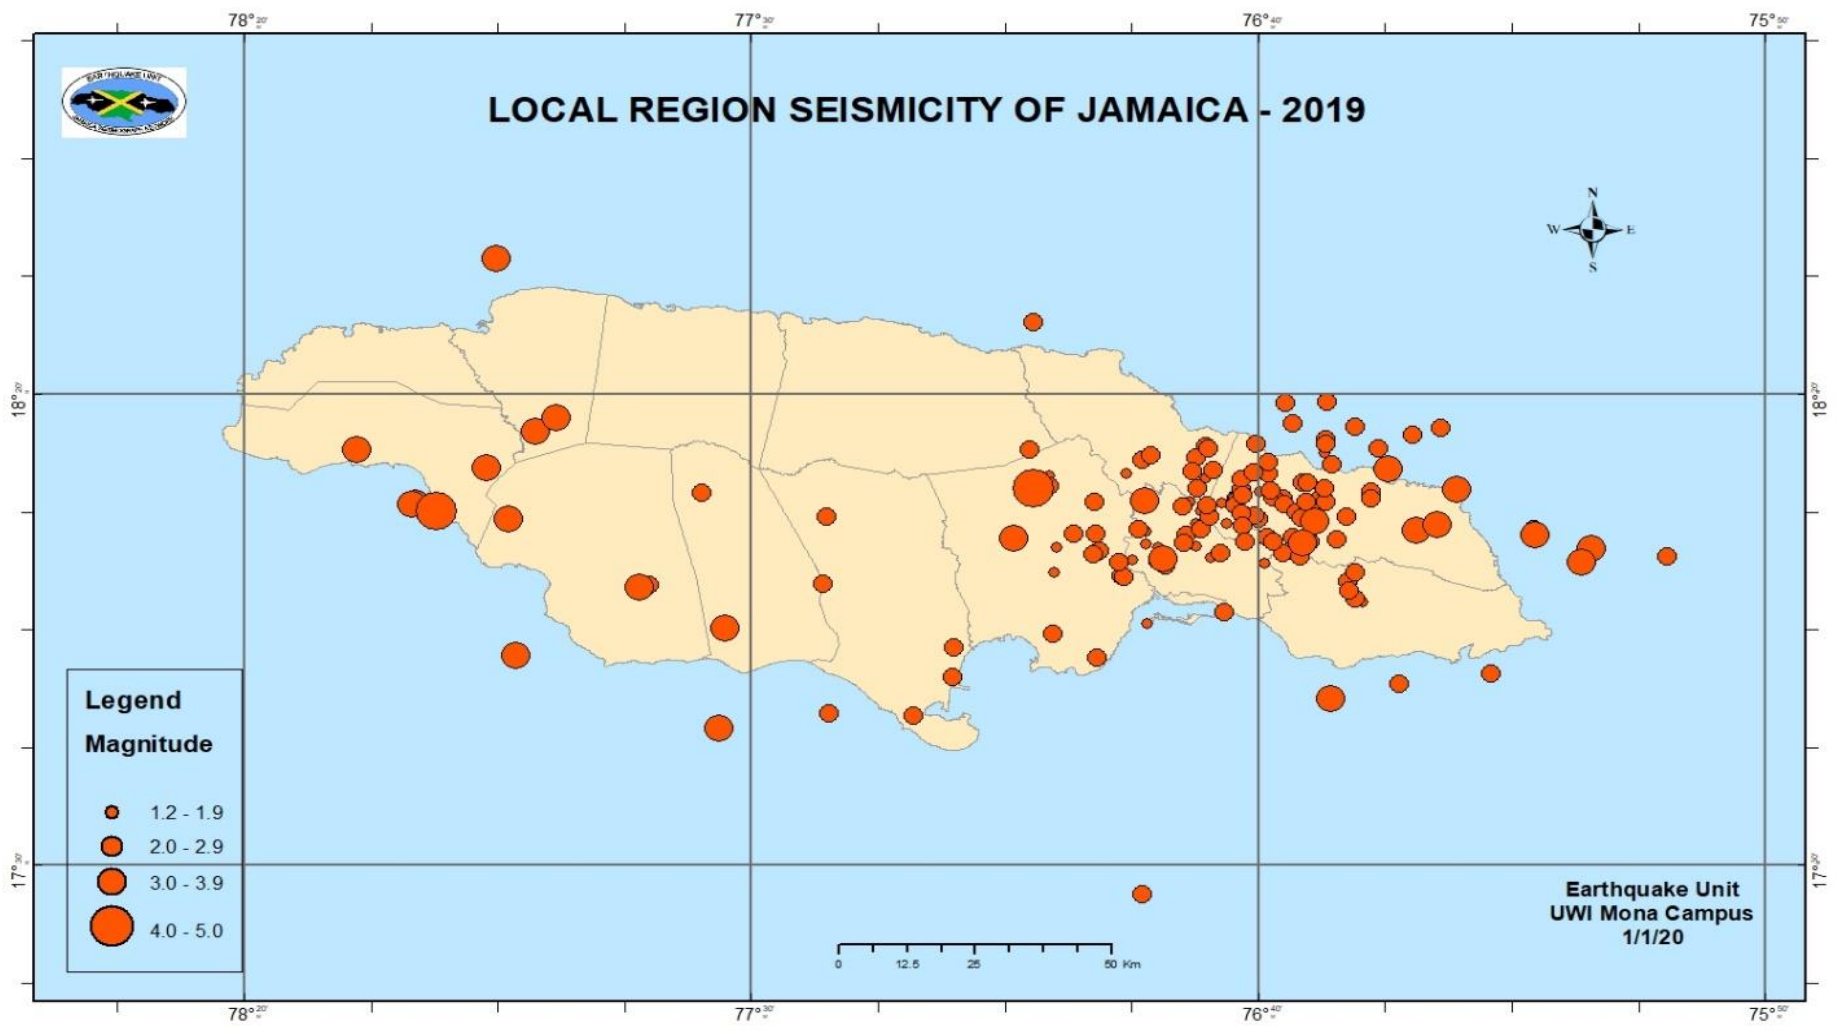 78°20' 77°30' 76°40' 75°50'
EARTHQUAKE UNIT
LOCAL REGION SEISMICITY OF JAMAICA - 2019
N
W E
S
18°20' 18°20'
Legend
Magnitude
1.2 - 1.9
2.0 - 2.9
3.0 - 3.9
4.0 - 5.0
17°30' 17°30'
Earthquake Unit
UWI Mona Campus
1/1/20
0 12.5 25 50 Km
78°20' 77°30' 76°40' 75°50'